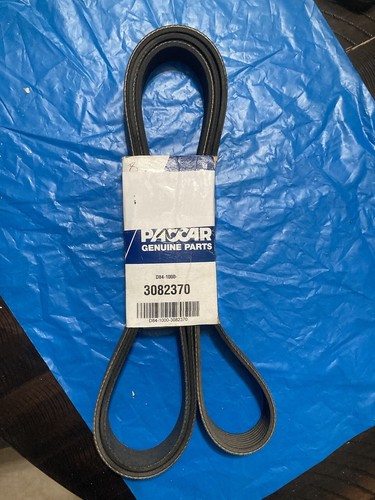 PACCAR
GENUINE PARTS
D84-1000-
3082370
D84-1000-3082370